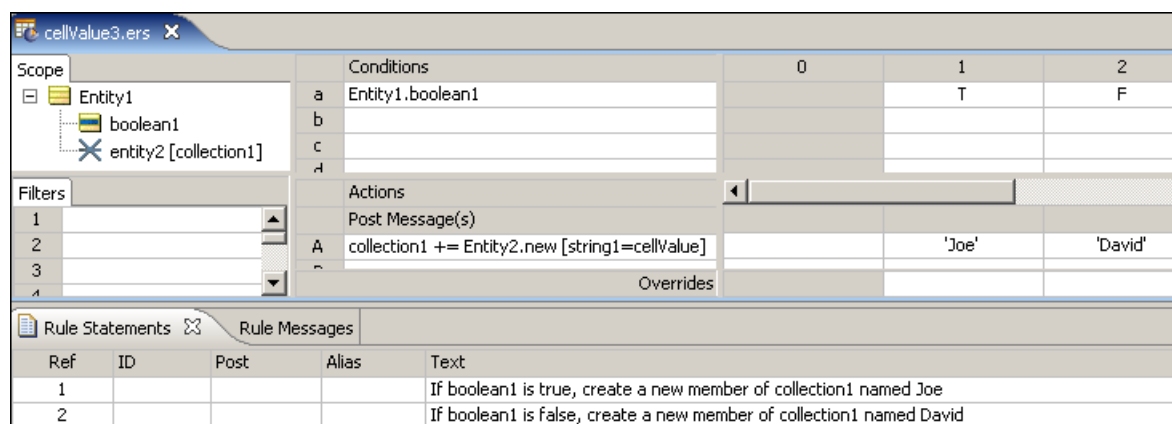 cellValue3.ers
Scope
Conditions 0 1 2
Entity1
a Entity1.boolean1 T F
boolean1
b
entity2 [collection1]
c
d
Filters
Actions
1
Post Message(s)
2
A collection1 += Entity2.new [string1=cellValue] 'Joe' 'David'
3
Overrides
4
Rule Statements Rule Messages
Ref ID Post Alias Text
1 If boolean1 is true, create a new member of collection1 named Joe
2 If boolean1 is false, create a new member of collection1 named David